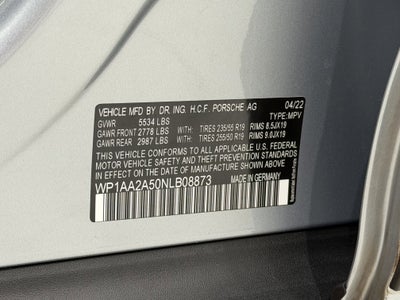 VEHICLE MFD. BY DR. ING. H.C.F. PORSCHE AG 04/22
GVWR 5534 LBS TYPE: MPV
GAWR FRONT 2778 LBS WITH: TIRES 235/55 R19 RIMS 8.5JX19
GAWR REAR 2987 LBS WITH: TIRES 255/50 R19 RIMS 9.0JX19
THIS VEHICLE CONFORMS TO ALL APPLICABLE FEDERAL
MOTOR VEHICLE SAFETY AND THEFT PREVENTION STANDARDS
IN EFFECT ON THE DATE OF MANUFACTURE SHOWN ABOVE
WP1AA2A50NLB08873